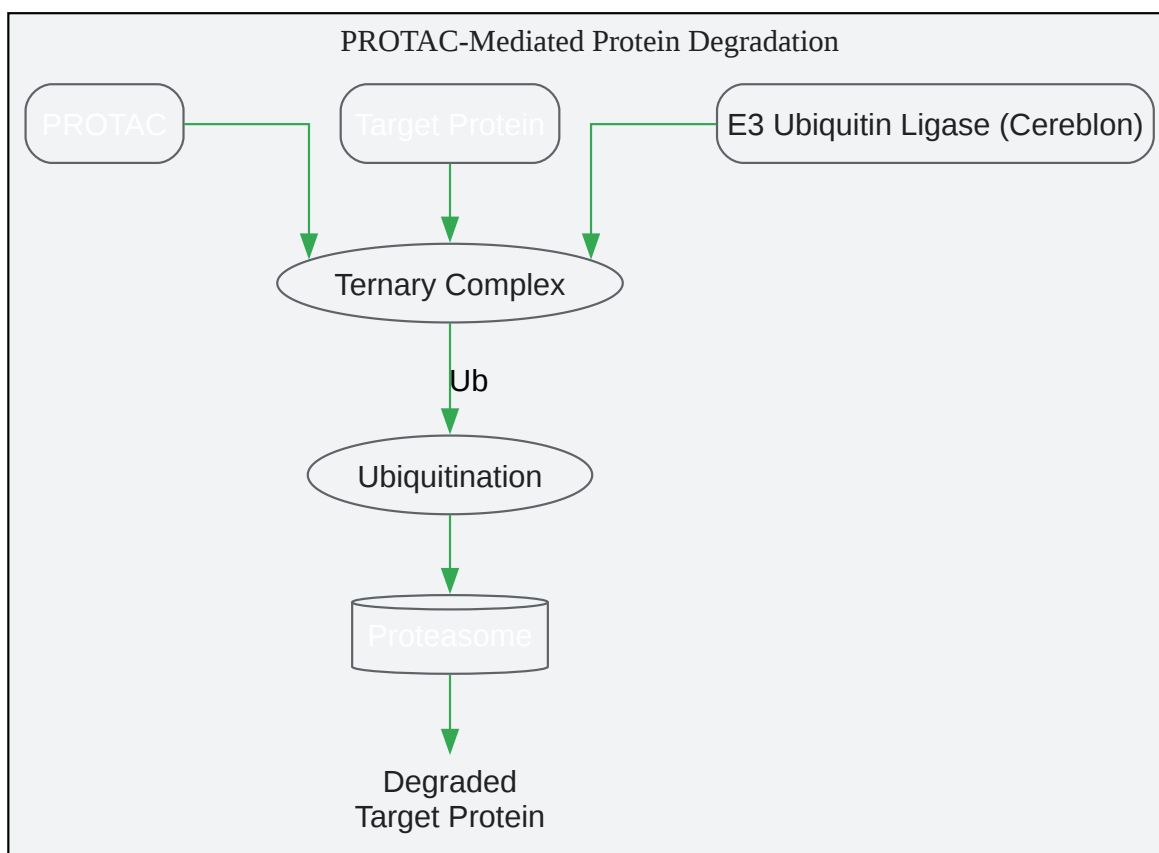 PROTAC-Mediated Protein Degradation
PROTAC
Target Protein
E3 Ubiquitin Ligase (Cereblon)
Ternary Complex
Ub
Ubiquitination
Proteasome
Degraded
Target Protein